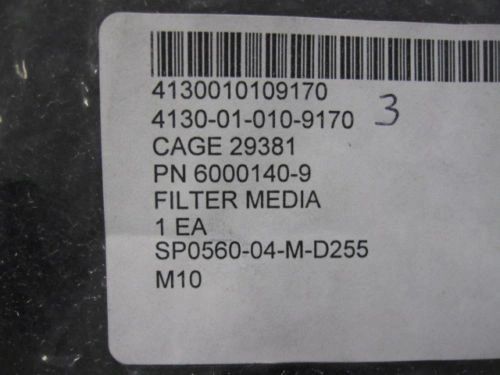 4130010109170
4130-01-010-9170 3
CAGE 29381
PN 6000140-9
FILTER MEDIA
1 EA
SP0560-04-M-D255
M10